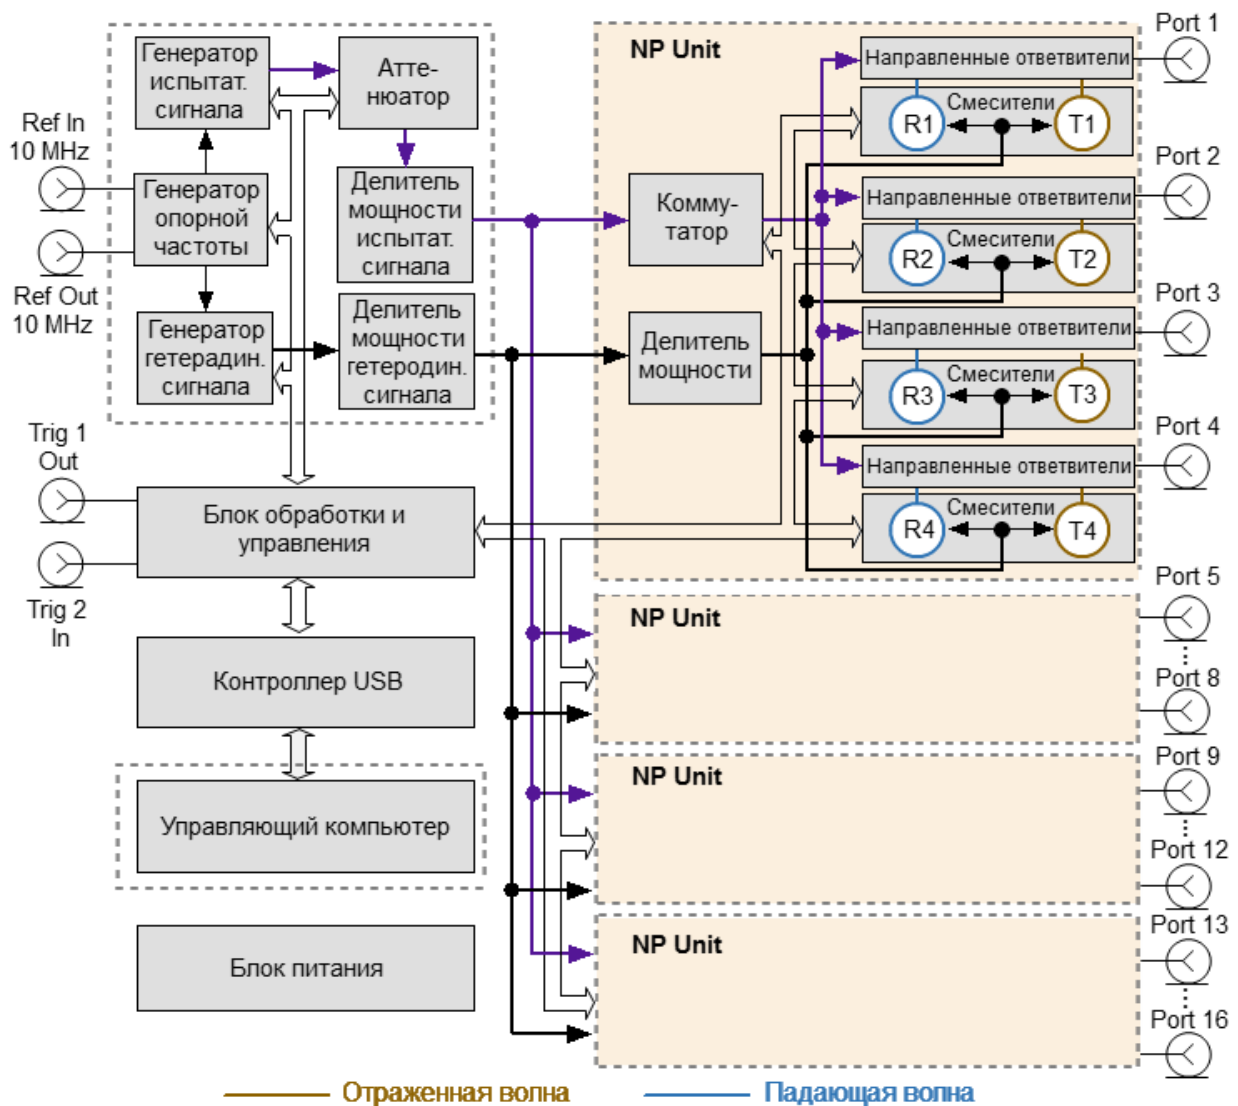 Ref In
10 MHz
Ref Out
10 MHz
Trig 1
Out
Trig 2
In
Генератор
испытат.
сигнала
Атте-
нюатор
Генератор
опорной
частоты
Делитель
мощности
испытат.
сигнала
Генератор
гетерадин.
сигнала
Делитель
мощности
гетеродин.
сигнала
Блок обработки и
управления
Контроллер USB
Управляющий компьютер
Блок питания
NP Unit
Комму-
татор
Делитель
мощности
Направленные ответвители
Смесители
R1
T1
Направленные ответвители
Смесители
R2
T2
Направленные ответвители
Смесители
R3
T3
Направленные ответвители
Смесители
R4
T4
NP Unit
NP Unit
NP Unit
Port 1
Port 2
Port 3
Port 4
Port 5
Port 8
Port 9
Port 12
Port 13
Port 16
Отраженная волна
Падающая волна